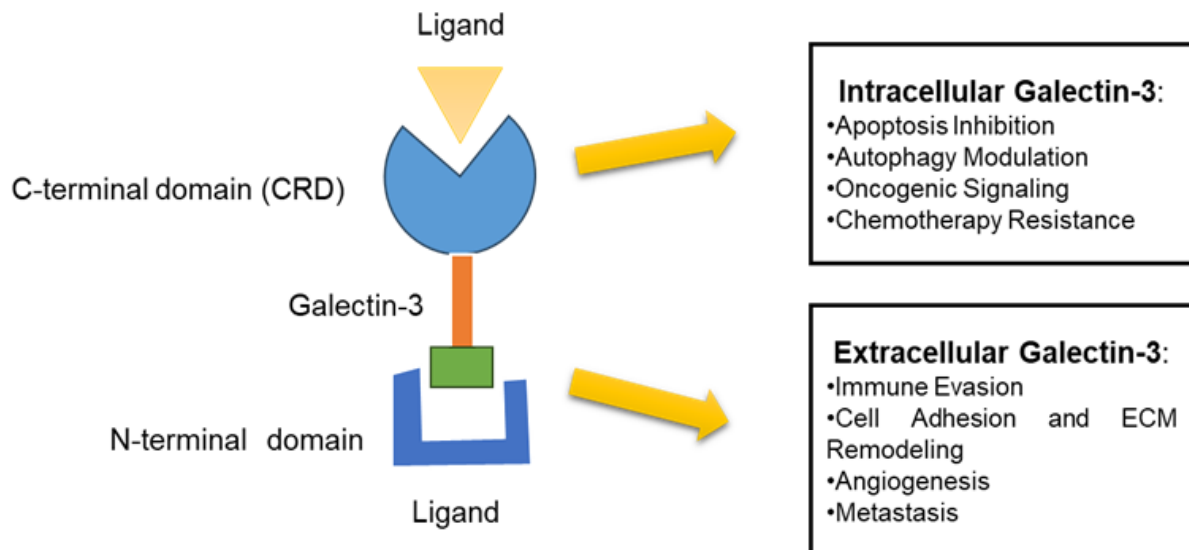 Ligand
C-terminal domain (CRD)
Galectin-3
N-terminal domain
Ligand
Intracellular Galectin-3:
•Apoptosis Inhibition
•Autophagy Modulation
•Oncogenic Signaling
•Chemotherapy Resistance
Extracellular Galectin-3:
•Immune Evasion
•Cell Adhesion and ECM
Remodeling
•Angiogenesis
•Metastasis